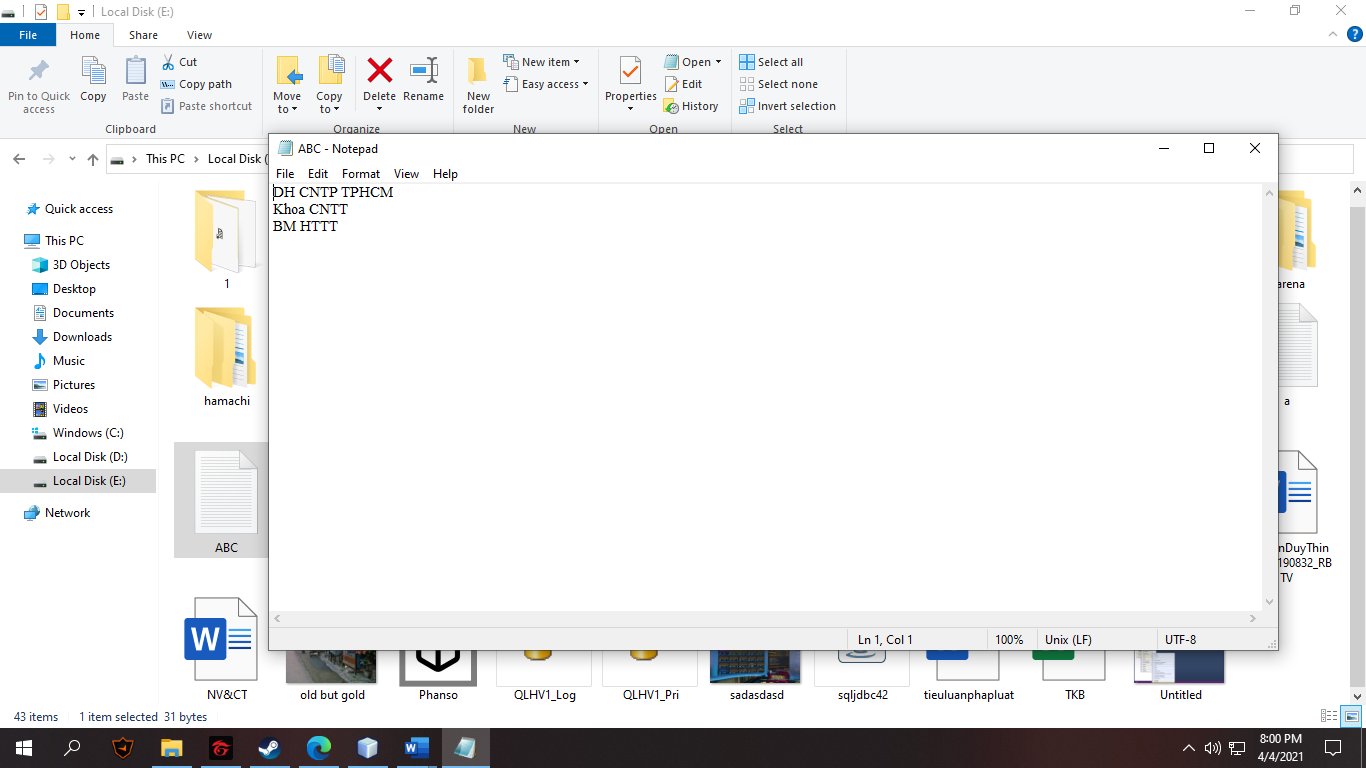 Local Disk (E:)
File
Home
Share
View
Pin to Quick access
Copy
Paste
Cut
Copy path
Paste shortcut
Clipboard
Move to
Copy to
Delete
Rename
Organize
New folder
New item
Easy access
New
Properties
Open
Edit
History
Open
Select all
Select none
Invert selection
Select
This PC
Local Disk (
Quick access
This PC
3D Objects
Desktop
Documents
Downloads
Music
Pictures
Videos
Windows (C:)
Local Disk (D:)
Local Disk (E:)
Network
1
hamachi
ABC
ABC - Notepad
File Edit Format View Help
DH CNTP TPHCM
Khoa CNTT
BM HTTT
Ln 1, Col 1
100%
Unix (LF)
UTF-8
arena
a
nDuyThin
190832_RB
TV
W
NV&CT
old but gold
Phanso
QLHV1_Log
QLHV1_Pri
sadasdasd
sqljdbc42
tieuluanphapluat
TKB
Untitled
43 items
1 item selected 31 bytes
8:00 PM
4/4/2021